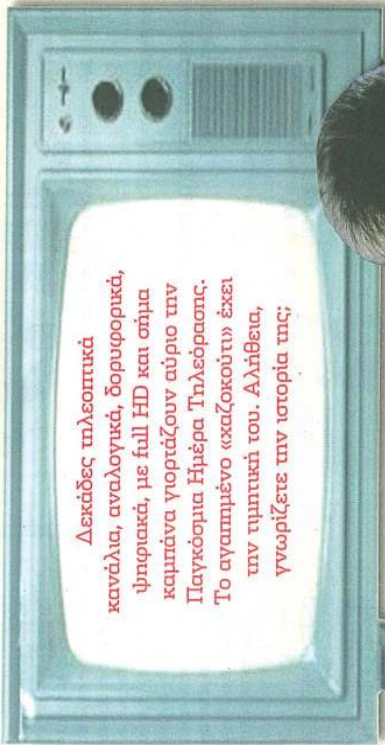 Δεκάδες τηλεοπτικά
κανάλια, αναλογικά, δορυφορικά,
ψηφιακά, με full HD και σήμα
καμπάνα γιορτάζουν αύριο την
Παγκόσμια Ημέρα Τηλεόρασης.
Το αγαπημένο «χαζοκούτι» έχει
την τιμητική του. Αλήθεια,
γνωρίζετε την ιστορία της;